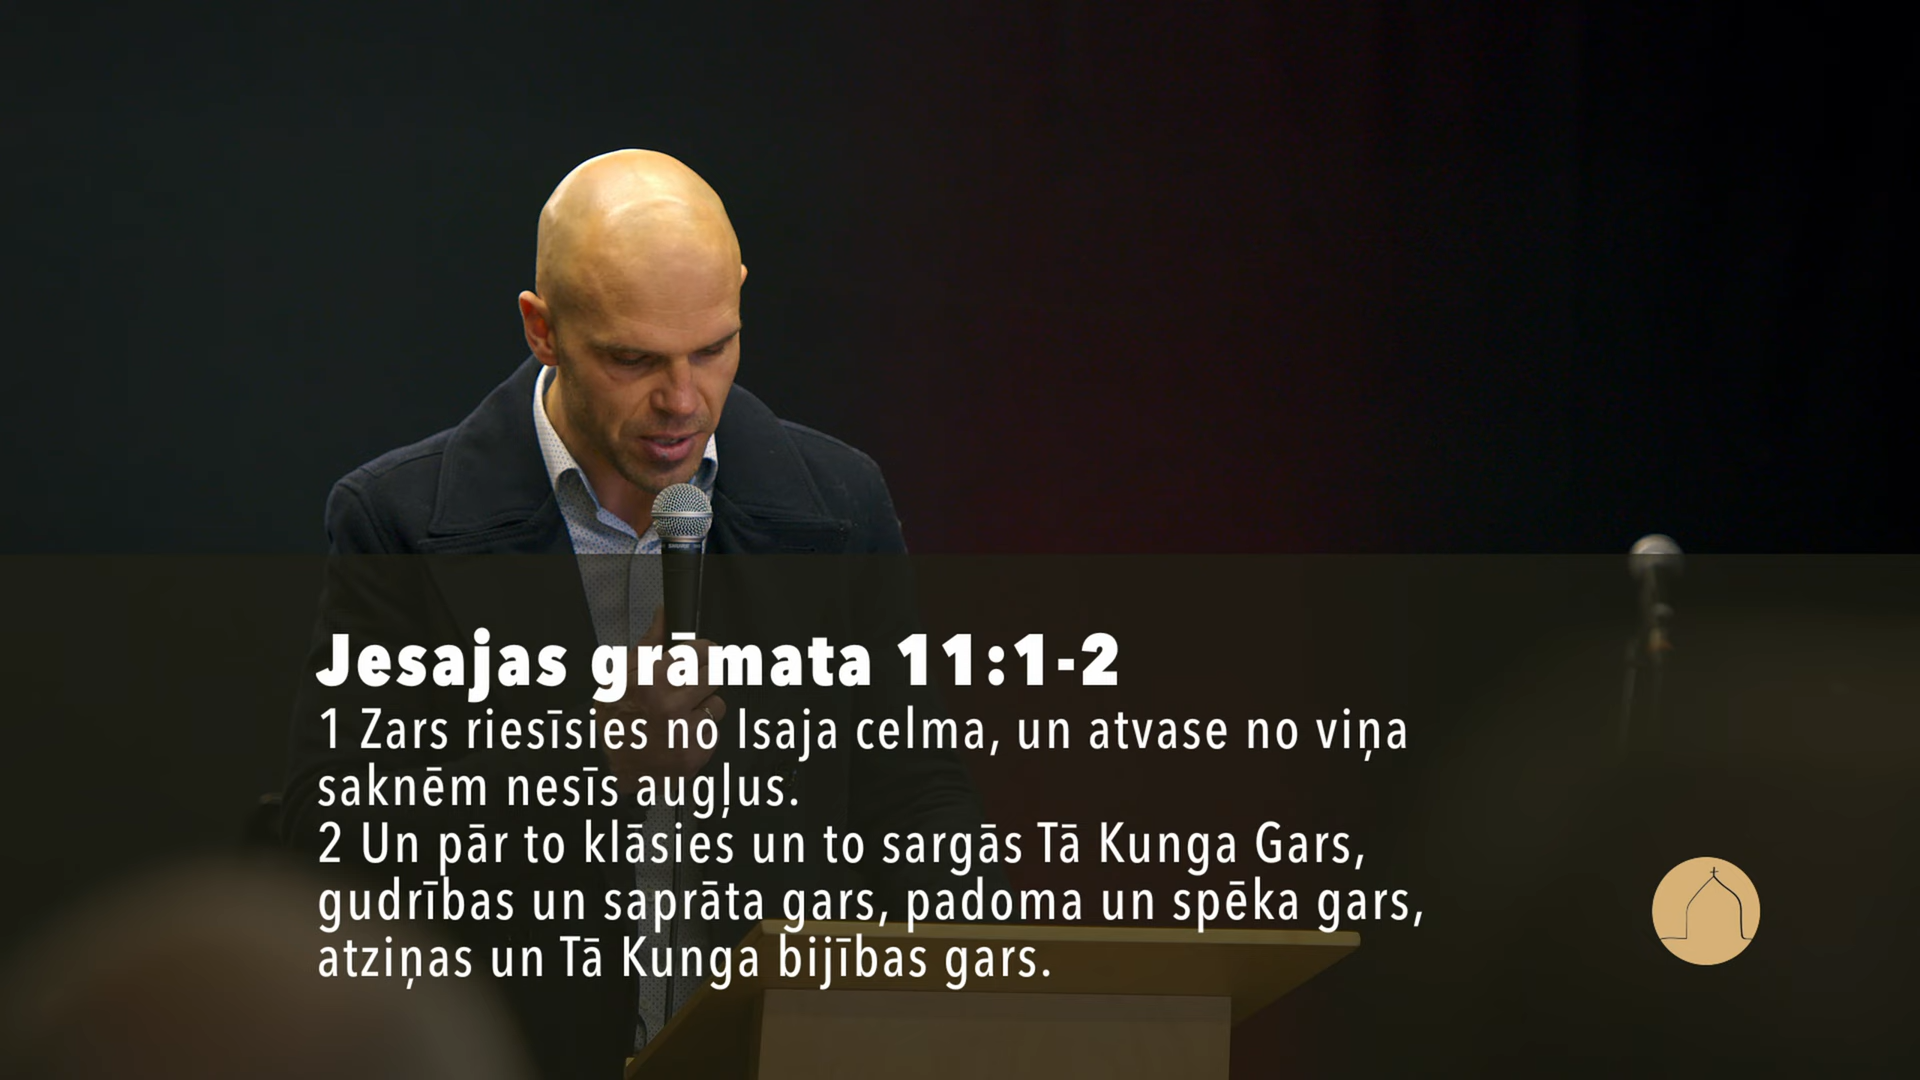 Jesajas grāmata 11:1-2
1 Zars riesīsies no Isaja celma, un atvase no viņa
saknēm nesīs augļus.
2 Un pār to klāsies un to sargās Tā Kunga Gars,
gudrības un saprāta gars, padoma un spēka gars,
atziņas un Tā Kunga bijības gars.